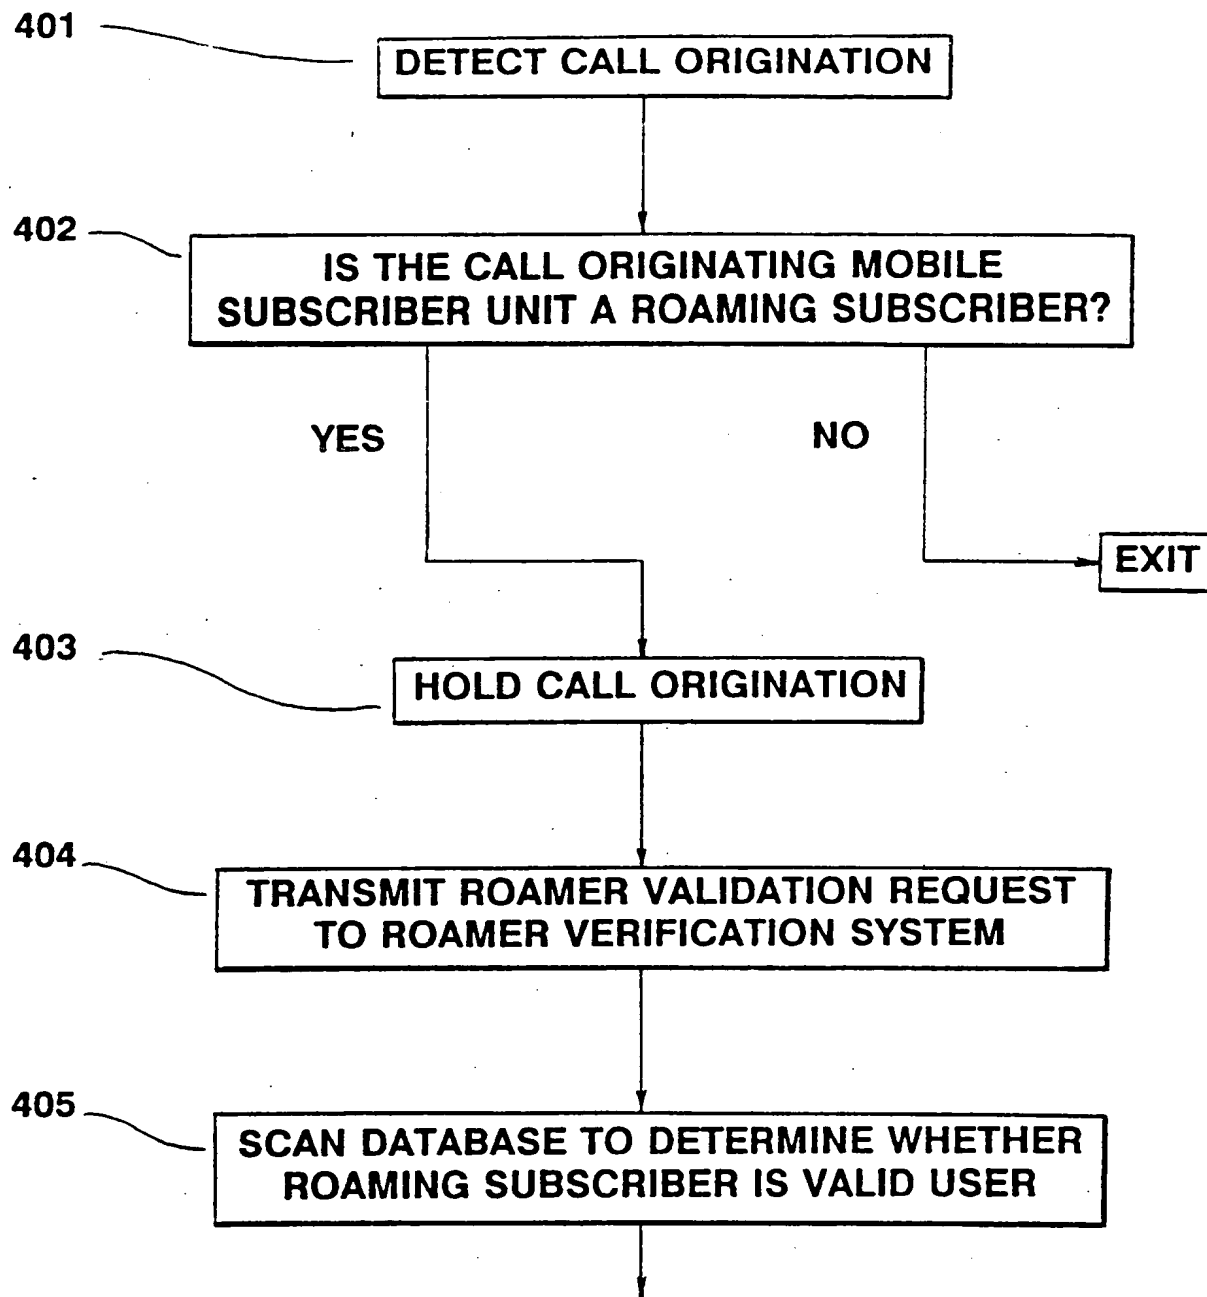 401
DETECT CALL ORIGINATION
402
IS THE CALL ORIGINATING MOBILE
SUBSCRIBER UNIT A ROAMING SUBSCRIBER?
YES
NO
EXIT
403
HOLD CALL ORIGINATION
404
TRANSMIT ROAMER VALIDATION REQUEST
TO ROAMER VERIFICATION SYSTEM
405
SCAN DATABASE TO DETERMINE WHETHER
ROAMING SUBSCRIBER IS VALID USER